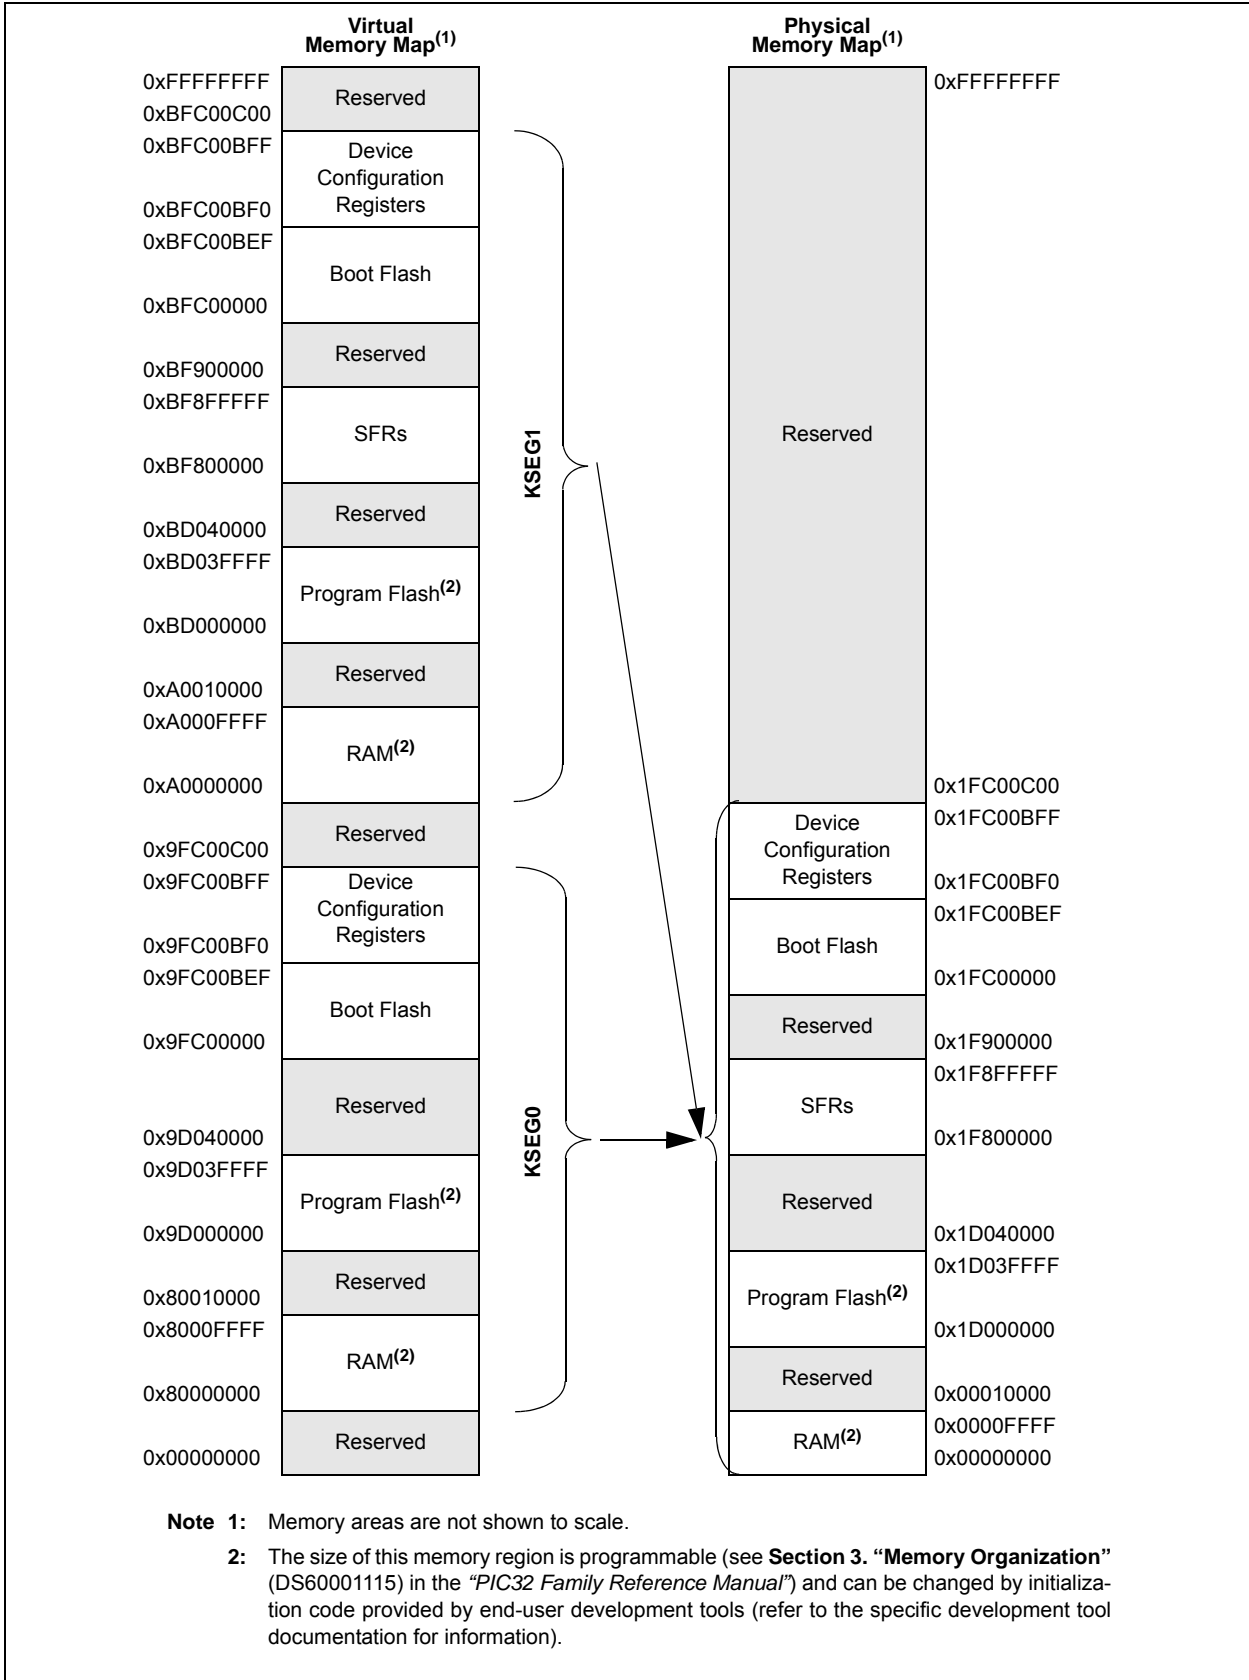 Virtual
Memory Map(1)
Physical
Memory Map(1)
0xFFFFFFFF
Reserved
0xBFC00C00
0xBFC00BFF
Device
Configuration
Registers
0xBFC00BF0
0xBFC00BEF
Boot Flash
0xBFC00000
Reserved
0xBF900000
0xBF8FFFFF
SFRs
0xBF800000
Reserved
0xBD040000
0xBD03FFFF
Program Flash(2)
0xBD000000
Reserved
0xA0010000
0xA000FFFF
RAM(2)
0xA0000000
Reserved
0x9FC00C00
0x9FC00BFF
Device
Configuration
Registers
0x9FC00BF0
0x9FC00BEF
Boot Flash
0x9FC00000
Reserved
0x9D040000
0x9D03FFFF
Program Flash(2)
0x9D000000
Reserved
0x80010000
0x8000FFFF
RAM(2)
0x80000000
Reserved
0x00000000
KSEG1
KSEG0
0xFFFFFFFF
Reserved
0x1FC00C00
0x1FC00BFF
Device
Configuration
Registers
0x1FC00BF0
0x1FC00BEF
Boot Flash
0x1FC00000
Reserved
0x1F900000
0x1F8FFFFF
SFRs
0x1F800000
Reserved
0x1D040000
0x1D03FFFF
Program Flash(2)
0x1D000000
Reserved
0x00010000
0x0000FFFF
RAM(2)
0x00000000
Note 1: Memory areas are not shown to scale.
2: The size of this memory region is programmable (see Section 3. “Memory Organization”
(DS60001115) in the “PIC32 Family Reference Manual”) and can be changed by initializa-
tion code provided by end-user development tools (refer to the specific development tool
documentation for information).